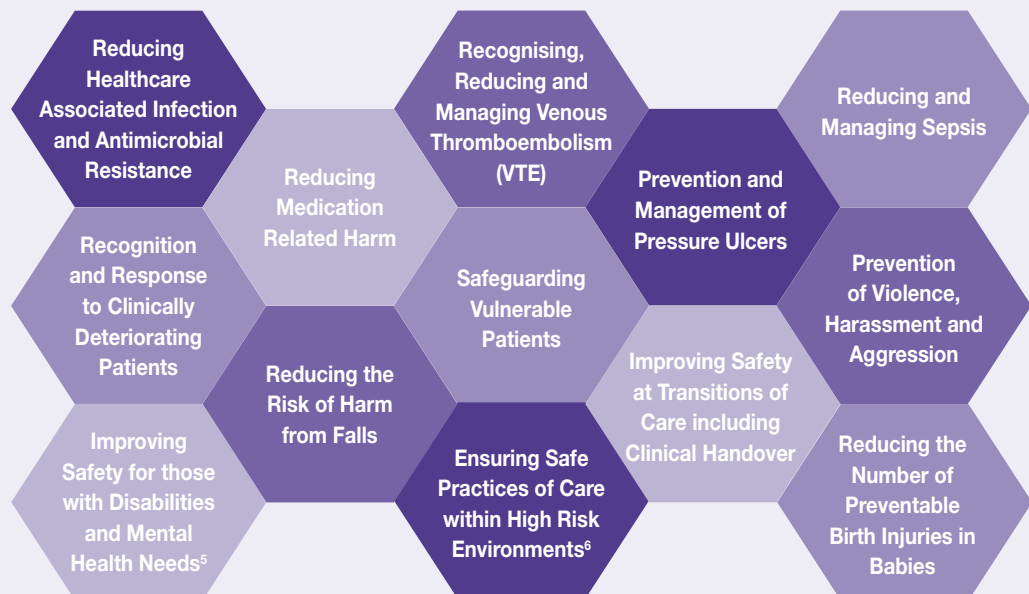 Reducing
Healthcare
Associated Infection
and Antimicrobial
Resistance
Reducing
Medication
Related Harm
Recognising,
Reducing and
Managing Venous
Thromboembolism
(VTE)
Prevention and
Management of
Pressure Ulcers
Reducing and
Managing Sepsis
Recognition
and Response
to Clinically
Deteriorating
Patients
Reducing the
Risk of Harm
from Falls
Safeguarding
Vulnerable
Patients
Improving Safety
at Transitions of
Care including
Clinical Handover
Prevention
of Violence,
Harassment and
Aggression
Improving
Safety for those
with Disabilities
and Mental
Health Needs⁵
Ensuring Safe
Practices of Care
within High Risk
Environments⁶
Reducing the
Number of
Preventable
Birth Injuries in
Babies